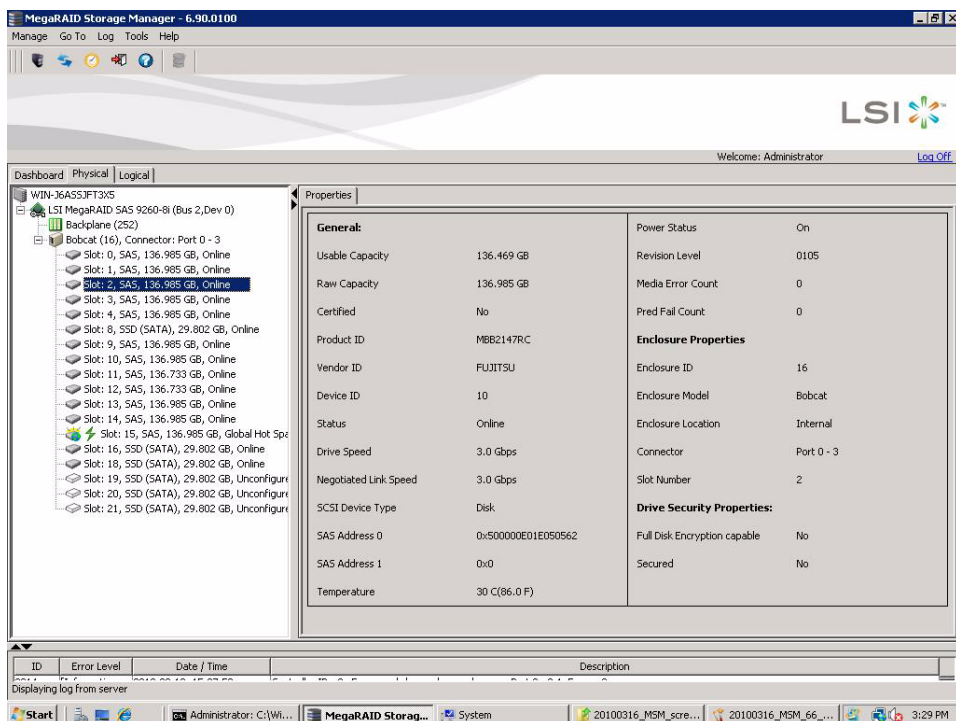 MegaRAID Storage Manager - 6.90.0100
Manage Go To Log Tools Help
LSI
Welcome: Administrator Log Off
Dashboard Physical Logical
WIN-J6ASSJFT3X5
LSI MegaRAID SAS 9260-8i (Bus 2,Dev 0)
Backplane (252)
Bobcat (16), Connector: Port 0 - 3
Slot: 0, SAS, 136.985 GB, Online
Slot: 1, SAS, 136.985 GB, Online
Slot: 2, SAS, 136.985 GB, Online
Slot: 3, SAS, 136.985 GB, Online
Slot: 4, SAS, 136.985 GB, Online
Slot: 8, SSD (SATA), 29.802 GB, Online
Slot: 9, SAS, 136.985 GB, Online
Slot: 10, SAS, 136.985 GB, Online
Slot: 11, SAS, 136.733 GB, Online
Slot: 12, SAS, 136.733 GB, Online
Slot: 13, SAS, 136.985 GB, Online
Slot: 14, SAS, 136.985 GB, Online
Slot: 15, SAS, 136.985 GB, Global Hot Spa
Slot: 16, SSD (SATA), 29.802 GB, Online
Slot: 18, SSD (SATA), 29.802 GB, Online
Slot: 19, SSD (SATA), 29.802 GB, Unconfigure
Slot: 20, SSD (SATA), 29.802 GB, Unconfigure
Slot: 21, SSD (SATA), 29.802 GB, Unconfigure
Properties
General:
Usable Capacity 136.469 GB
Raw Capacity 136.985 GB
Certified No
Product ID MBB2147RC
Vendor ID FUJITSU
Device ID 10
Status Online
Drive Speed 3.0 Gbps
Negotiated Link Speed 3.0 Gbps
SCSI Device Type Disk
SAS Address 0 0x500000E01E050562
SAS Address 1 0x0
Temperature 30 C(86.0 F)
Power Status On
Revision Level 0105
Media Error Count 0
Pred Fail Count 0
Enclosure Properties
Enclosure ID 16
Enclosure Model Bobcat
Enclosure Location Internal
Connector Port 0 - 3
Slot Number 2
Drive Security Properties:
Full Disk Encryption capable No
Secured No
ID Error Level Date / Time Description
Displaying log from server
Start Administrator: C:\Wi... MegaRAID Storag... System 20100316_MSM_scre... 20100316_MSM_66_... 3:29 PM